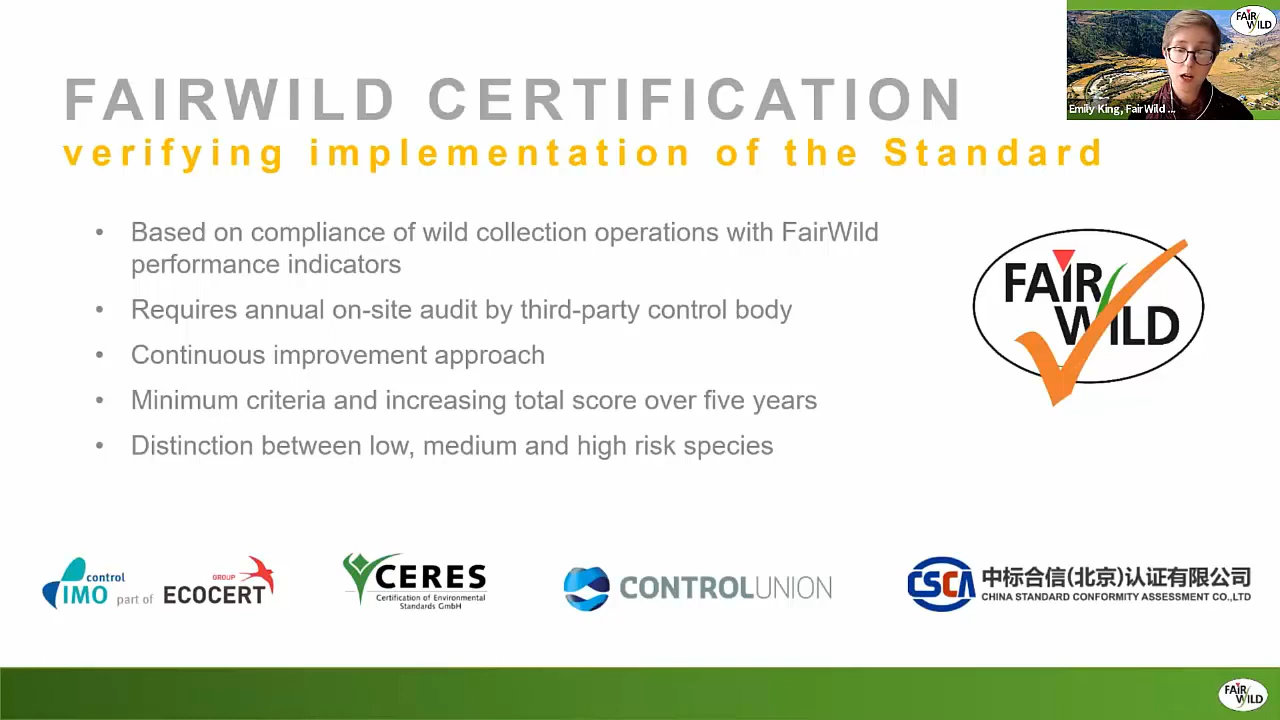 FAIRWILD CERTIFICATION
verifying implementation of the Standard
FAIR
WILD
Emily King, FairWild ...
• Based on compliance of wild collection operations with FairWild
performance indicators
• Requires annual on-site audit by third-party control body
• Continuous improvement approach
• Minimum criteria and increasing total score over five years
• Distinction between low, medium and high risk species
FAIR
WILD
control
IMO part of
GROUP
ECOCERT
CERES
Certification of Environmental
Standards GmbH
CONTROLUNION
CSCA
中标合信(北京)认证有限公司
CHINA STANDARD CONFORMITY ASSESSMENT CO.,LTD
FAIR
WILD